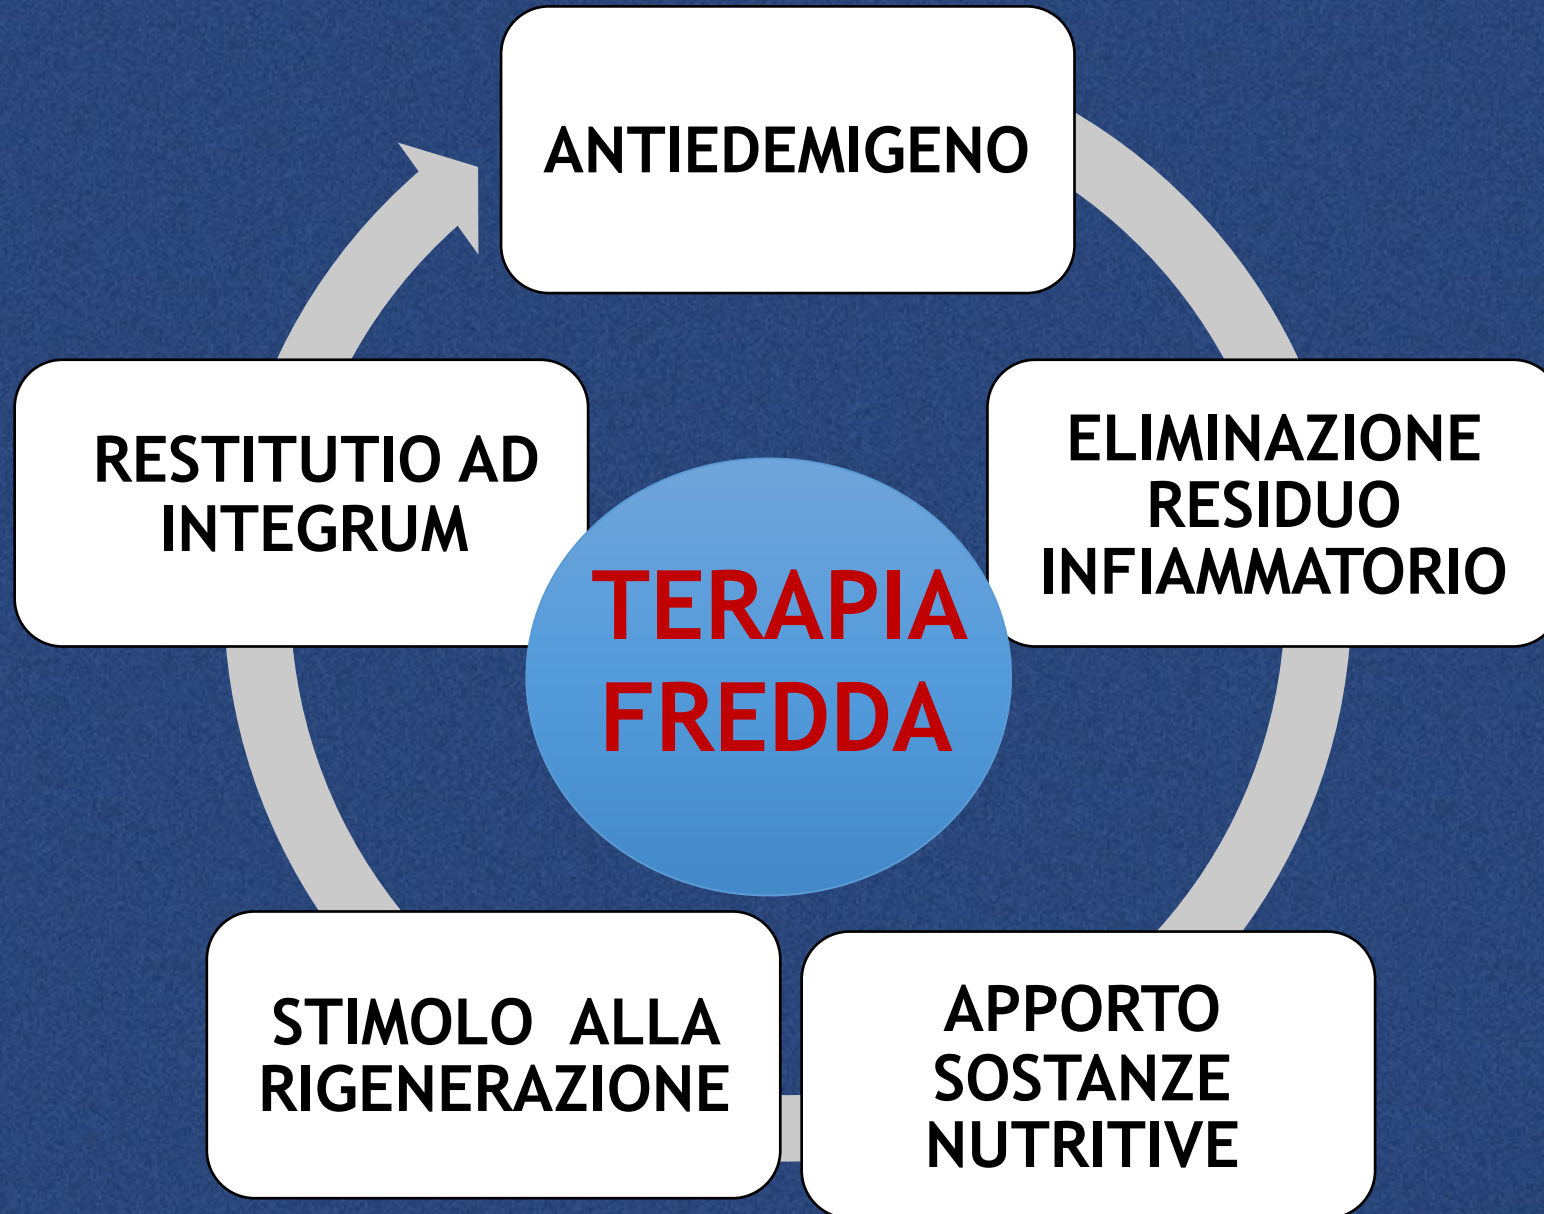 ANTIEDEMIGENO
ELIMINAZIONE
RESIDUO
INFIAMMATORIO
APPORTO
SOSTANZE
NUTRITIVE
STIMOLO ALLA
RIGENERAZIONE
RESTITUTIO AD
INTEGRUM
TERAPIA
FREDDA